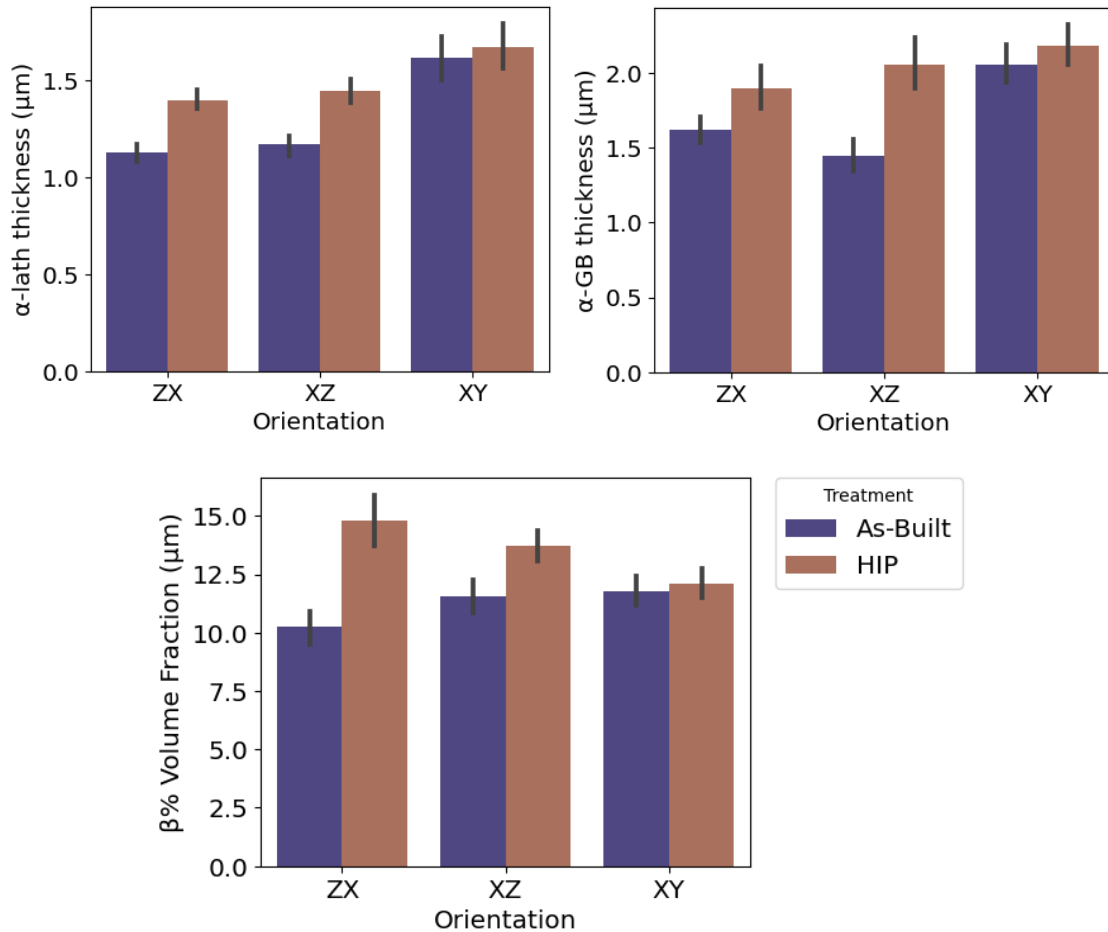 α-lath thickness (μm)
1.5
1.0
0.5
0.0
ZX XZ XY
Orientation
α-GB thickness (μm)
2.0
1.5
1.0
0.5
0.0
ZX XZ XY
Orientation
β% Volume Fraction (μm)
15.0
12.5
10.0
7.5
5.0
2.5
0.0
ZX XZ XY
Orientation
Treatment
As-Built
HIP